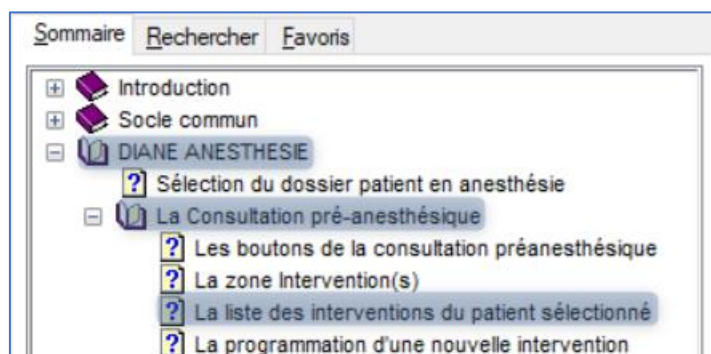 Sommaire Rechercher Favoris
Introduction
Socle commun
DIANE ANESTHESIE
Sélection du dossier patient en anesthésie
La Consultation pré-anesthésique
Les boutons de la consultation préanesthésique
La zone Intervention(s)
La liste des interventions du patient sélectionné
La programmation d'une nouvelle intervention